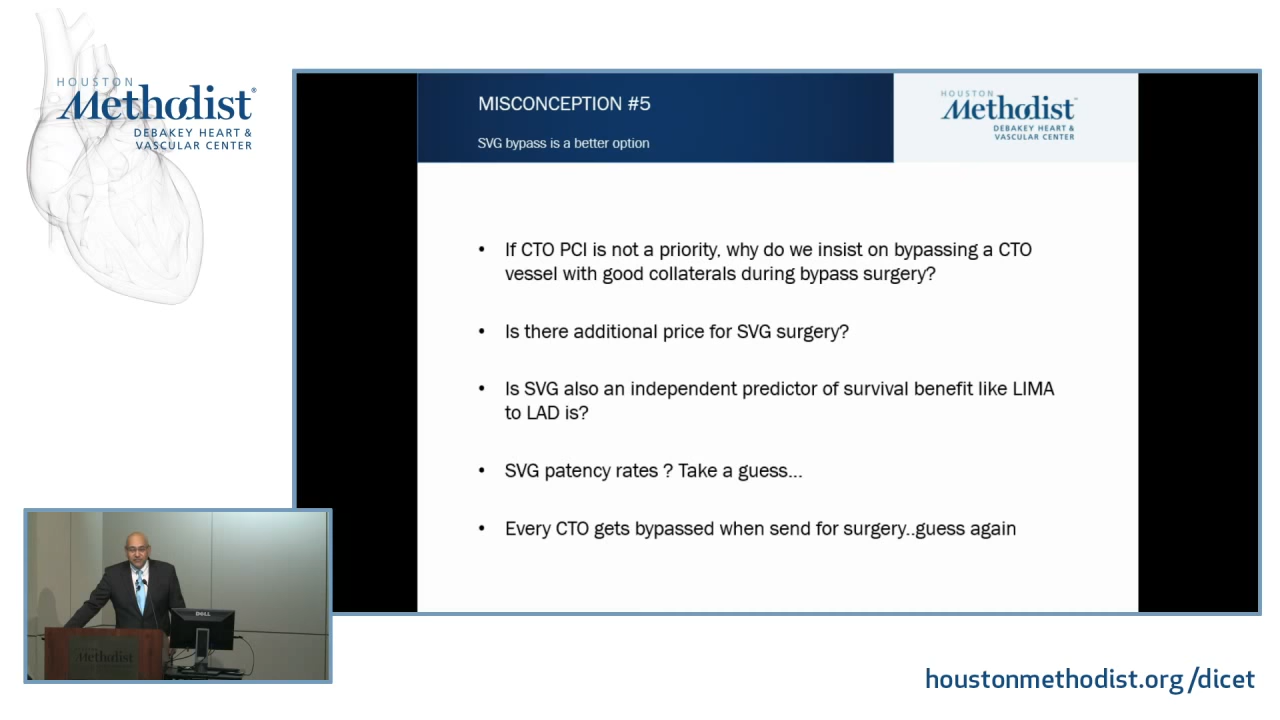 HOUSTON
Methodist®
DEBAKEY HEART &
VASCULAR CENTER
MISCONCEPTION #5
SVG bypass is a better option
HOUSTON
Methodist
DEBAKEY HEART &
VASCULAR CENTER
• If CTO PCI is not a priority, why do we insist on bypassing a CTO
vessel with good collaterals during bypass surgery?
• Is there additional price for SVG surgery?
• Is SVG also an independent predictor of survival benefit like LIMA
to LAD is?
• SVG patency rates ? Take a guess...
• Every CTO gets bypassed when send for surgery..guess again
DELL
Methodist
houstonmethodist.org/dicet